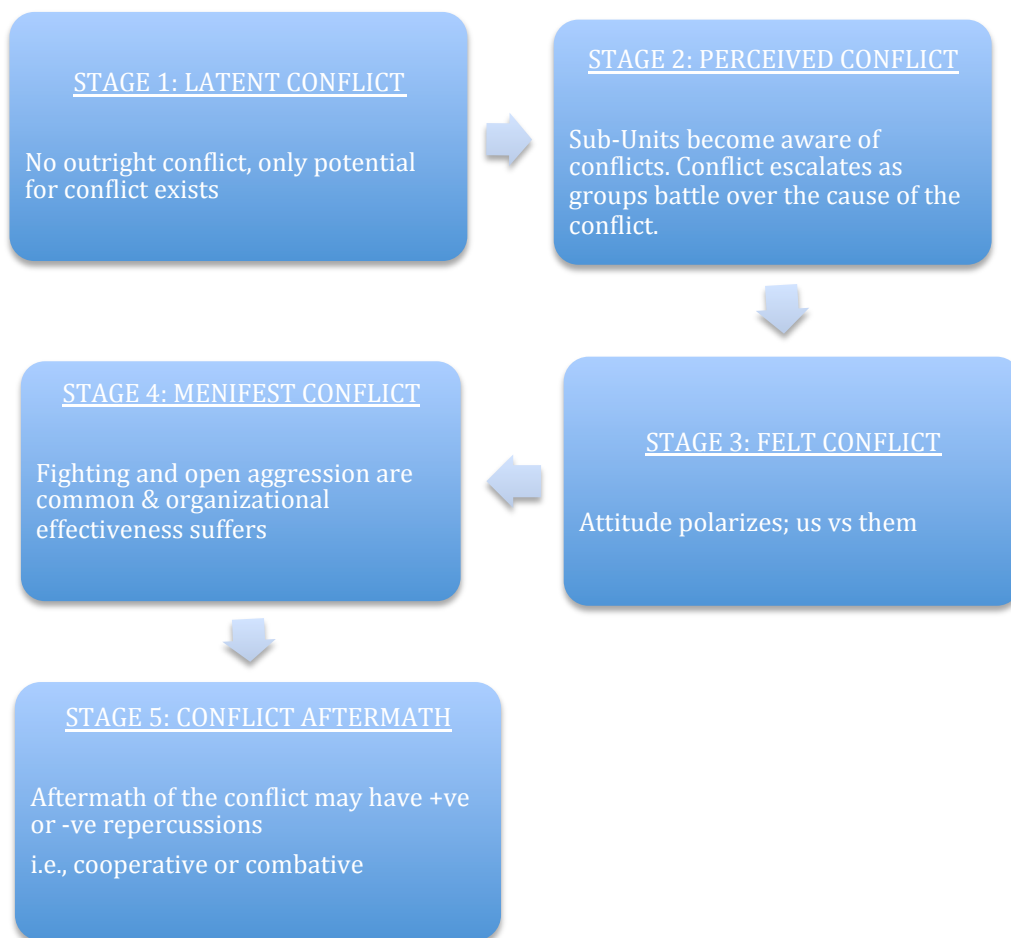 STAGE 1: LATENT CONFLICT
No outright conflict, only potential
for conflict exists
STAGE 2: PERCEIVED CONFLICT
Sub-Units become aware of
conflicts. Conflict escalates as
groups battle over the cause of the
conflict.
STAGE 3: FELT CONFLICT
Attitude polarizes; us vs them
STAGE 4: MENIFEST CONFLICT
Fighting and open aggression are
common & organizational
effectiveness suffers
STAGE 5: CONFLICT AFTERMATH
Aftermath of the conflict may have +ve
or -ve repercussions
i.e., cooperative or combative